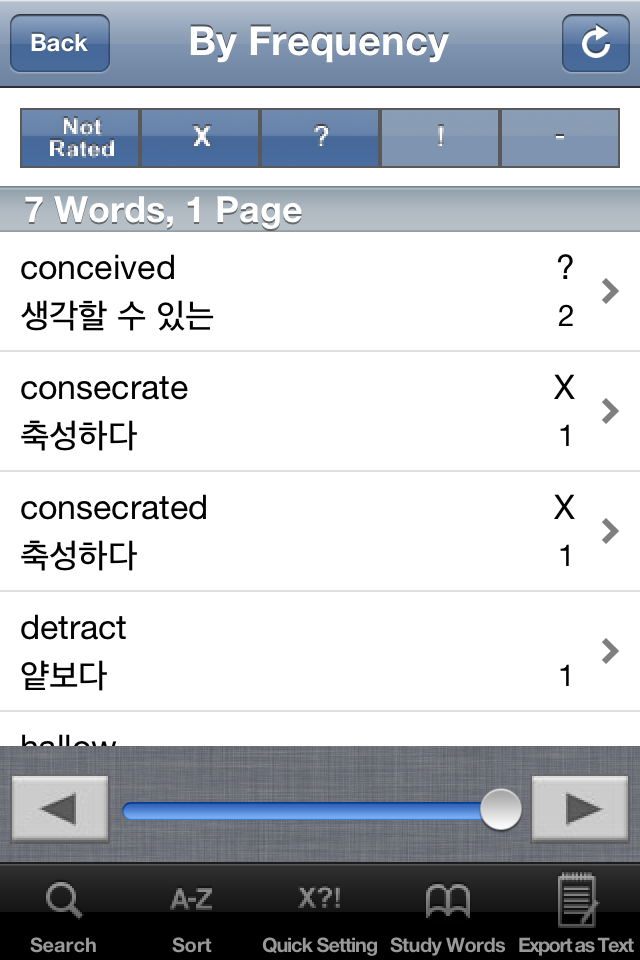 Back
By Frequency
Not
Rated
X
?
!
-
7 Words, 1 Page
conceived
?
생각할 수 있는
2
consecrate
X
축성하다
1
consecrated
X
축성하다
1
detract
얕보다
1
hallow
Search
A-Z
Sort
X?!
Quick Setting
Study Words
Export as Text